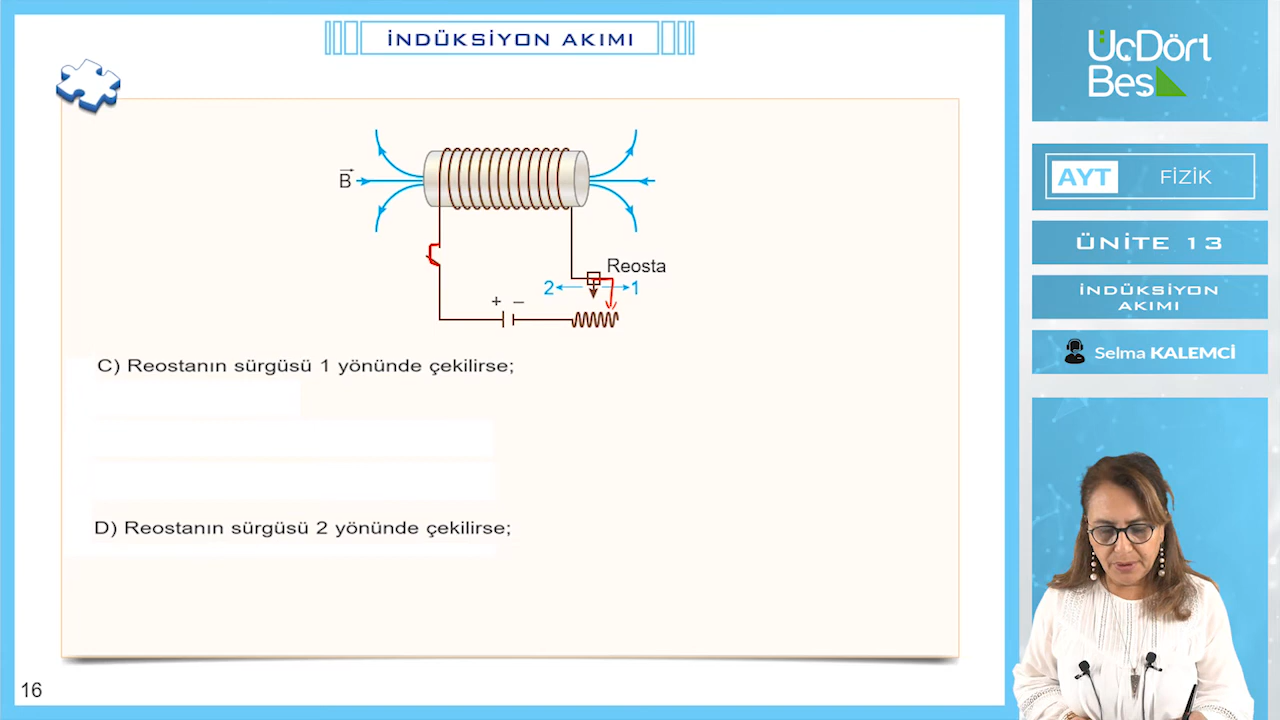 İNDÜKSİYON AKIMI
B
Reosta
2 1
+ –
C) Reostanın sürgüsü 1 yönünde çekilirse;
D) Reostanın sürgüsü 2 yönünde çekilirse;
16
ÜçDört
Beş
AYT FİZİK
ÜNİTE 13
İNDÜKSİYON
AKIMI
Selma KALEMCİ